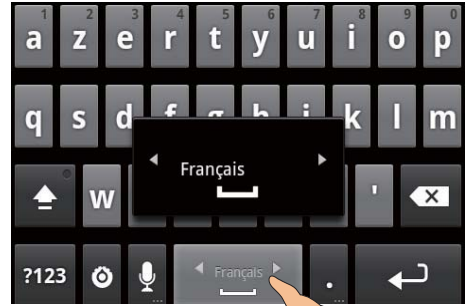 1 2 3 4 5 6 7 8 9 0
a z e r t y u i o p
q s d f g h j k l m
Français
w '
?123 Français . ...